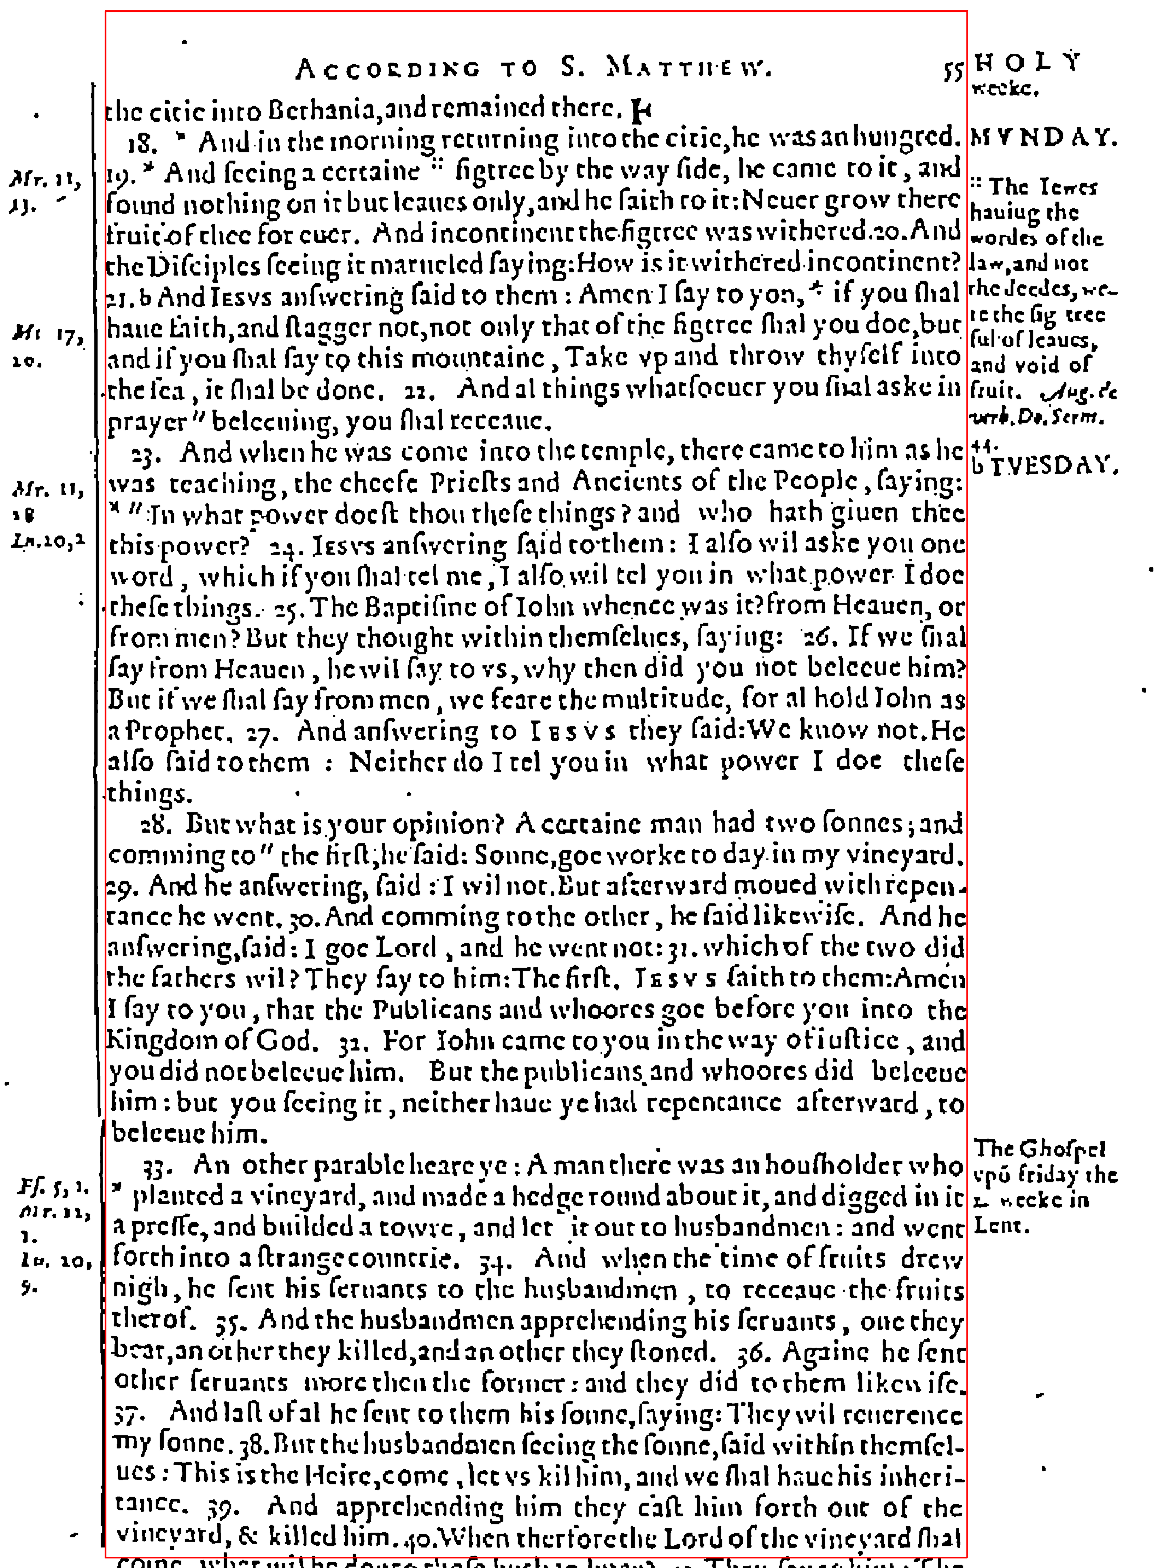 ACCORDING TO S. MATTHEW. 55
HOLY
weeke.
the citie into Bethania, and remained there.
18. * And in the morning returning into the citie, he was an hungred.
MVNDAY.
Mr. 11,
13.
19. * And ſeeing a certaine :: figtree by the way ſide, he came to it, and
found nothing on it but leaues only, and he ſaith to it: Neuer grow there
fruit of thee for euer. And incontinent the figtree was withered. 20. And
the Diſciples ſeeing it marueled ſaying: How is it withered incontinent?
21. b And IESVS anſwering ſaid to them: Amen I ſay to you, * if you ſhal
haue faith, and ſtagger not, not only that of the figtree ſhal you doe, but
and if you ſhal ſay to this mountaine, Take vp and throw thyſelf into
the ſea, it ſhal be done. 22. And al things whatſoeuer you ſhal aske in
prayer " beleeuing, you ſhal receaue.
:: The Iewes
hauiug the
wordes of the
law, and not
the deedes, we-
re the fig tree
ful of leaues,
and void of
fruit. Aug. de
verb. Do. Serm.
44.
Mt 17,
20.
23. And when he was come into the temple, there came to him as he
b TVESDAY.
was teaching, the cheefe Prieſts and Ancients of the People, ſaying:
Mr. 11,
28
Lu. 20, 2
* " In what power doeſt thou theſe things? and who hath giuen thee
this power? 24. IESVS anſwering ſaid to them: I alſo wil aske you one
word, which if you ſhal tel me, I alſo wil tel you in what power I doe
theſe things. 25. The Baptiſme of Iohn whence was it? from Heauen, or
from men? But they thought within themſelues, ſaying: 26. If we ſhal
ſay from Heauen, he wil ſay to vs, why then did you not beleeue him?
But if we ſhal ſay from men, we feare the multitude, for al hold Iohn as
a Prophet. 27. And anſwering to IESVS they ſaid: We know not. He
alſo ſaid to them: Neither do I tel you in what power I doe theſe
things.
28. But what is your opinion? A certaine man had two ſonnes; and
comming to " the firſt, he ſaid: Sonne, goe worke to day in my vineyard.
29. And he anſwering, ſaid: I wil not. But afterward moued with repen-
tance he went. 30. And comming to the other, he ſaid likewiſe. And he
anſwering, ſaid: I goe Lord, and he went not: 31. which of the two did
the fathers wil? They ſay to him: The firſt. IESVS ſaith to them: Amen
I ſay to you, that the Publicans and whoores goe before you into the
Kingdom of God. 32. For Iohn came to you in the way of iuſtice, and
you did not beleeue him. But the publicans and whoores did beleeue
him: but you ſeeing it, neither haue ye had repentance afterward, to
beleeue him.
33. An other parable heare ye: A man there was an houſholder who
The Ghoſpel
vpō friday the
2. weeke in
Lent.
Eſ. 5, 1.
Mr. 12,
1.
Lu. 20,
9.
* planted a vineyard, and made a hedge round about it, and digged in it
a preſſe, and builded a towre, and let it out to husbandmen: and went
forth into a ſtrange countrie. 34. And when the time of fruits drew
nigh, he ſent his ſeruants to the husbandmen, to receaue the fruits
therof. 35. And the husbandmen apprehending his ſeruants, one they
beat, an other they killed, and an other they ſtoned. 36. Againe he ſent
other ſeruants more then the former: and they did to them likewiſe.
37. And laſt of al he ſent to them his ſonne, ſaying: They wil reuerence
my ſonne. 38. But the husbandmen ſeeing the ſonne, ſaid within themſel-
ues: This is the Heire, come, let vs kil him, and we ſhal haue his inheri-
tance. 39. And apprehending him they caſt him forth out of the
vineyard, & killed him. 40. When therfore the Lord of the vineyard ſhal